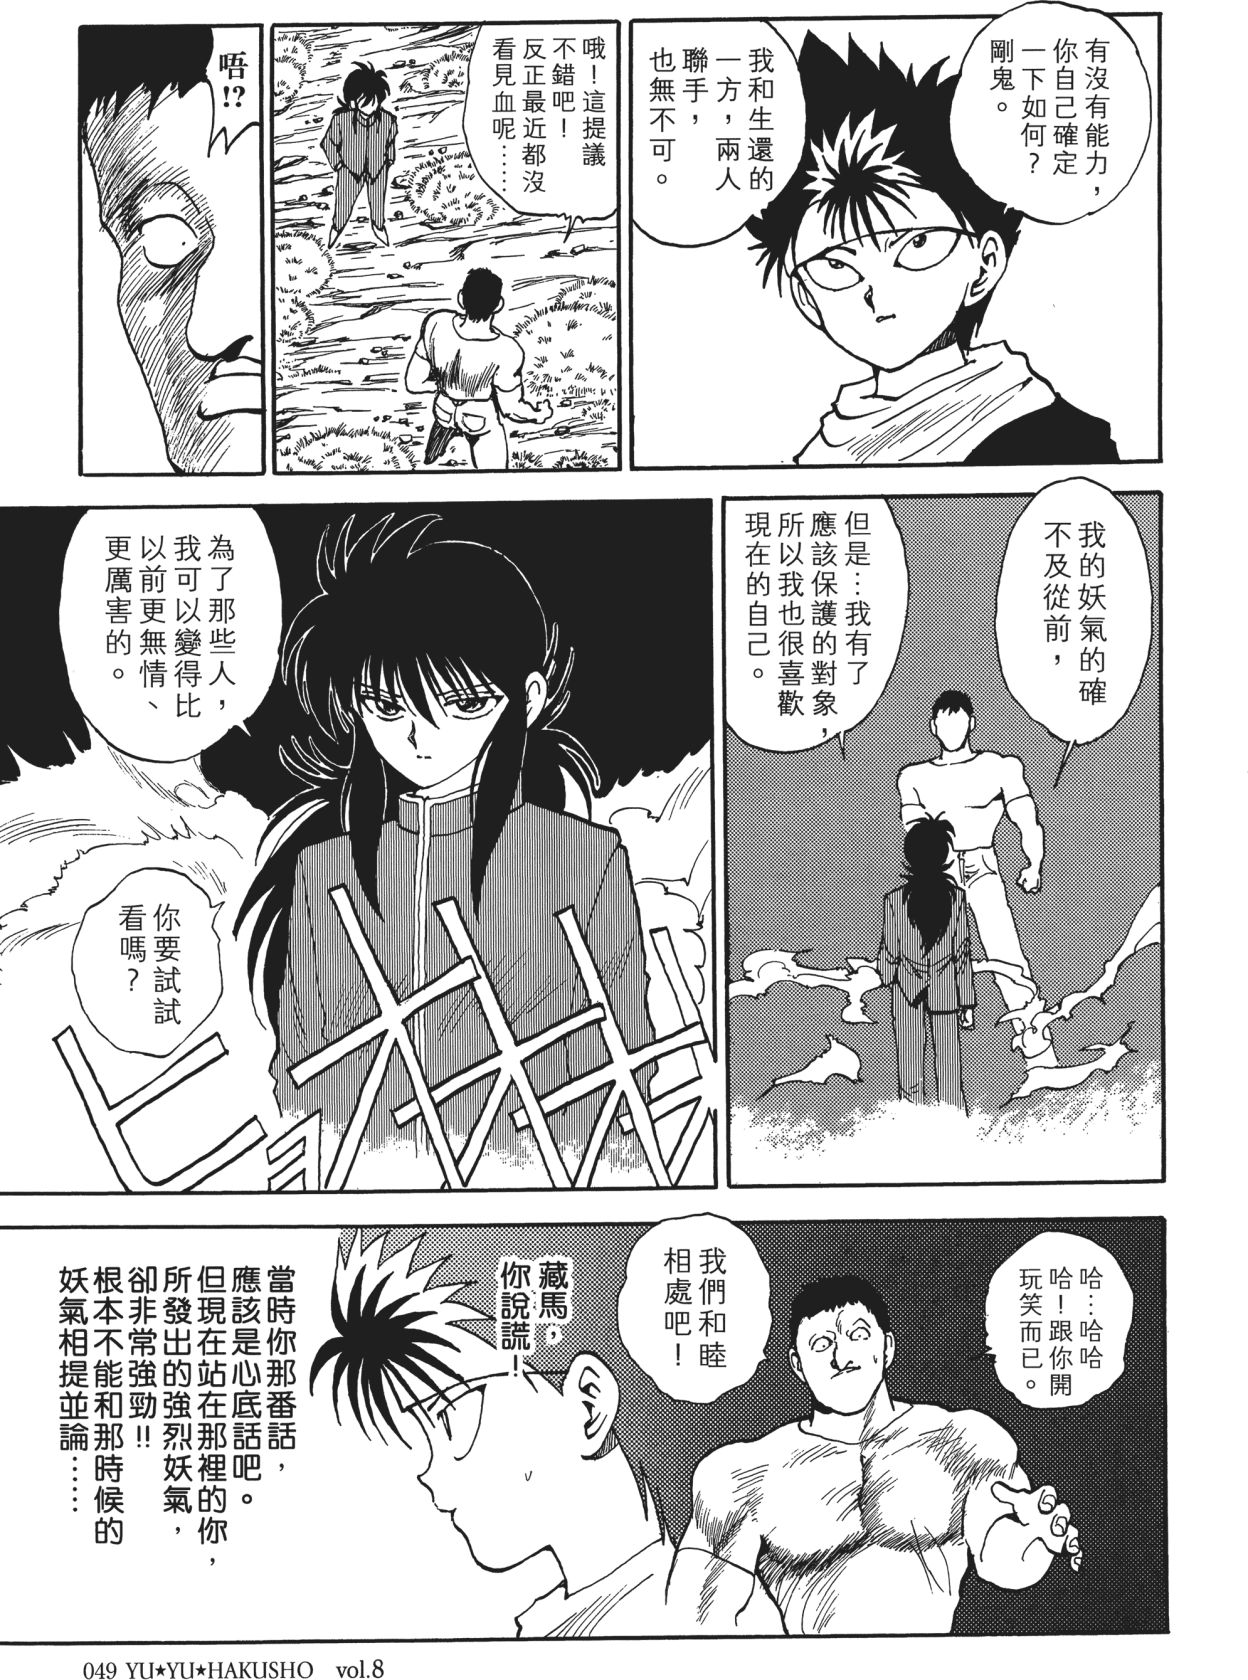 有沒有能力，
你自己確定
一下如何？
剛鬼。
我和生還的
一方，兩人
聯手，
也無不可。
哦！這提議
不錯吧！
反正最近都沒
看見血呢……
唔!?
我的妖氣的確
不及從前，
但是…我有了
應該保護的對象，
所以我也很喜歡
現在的自己。
為了那些人，
我可以變得比
以前更無情、
更厲害的。
你要試試
看嗎？
ヒョオオオ
哈…哈哈
哈！跟你開
玩笑而已。
我們和睦
相處吧！
藏馬，
你說謊！
當時你那番話，
應該是心底話吧。
但現在站在那裡的你，
所發出的強烈妖氣，
卻非常強勁!!
根本不能和那時候的
妖氣相提並論……
049 YU★YU★HAKUSHO vol.8